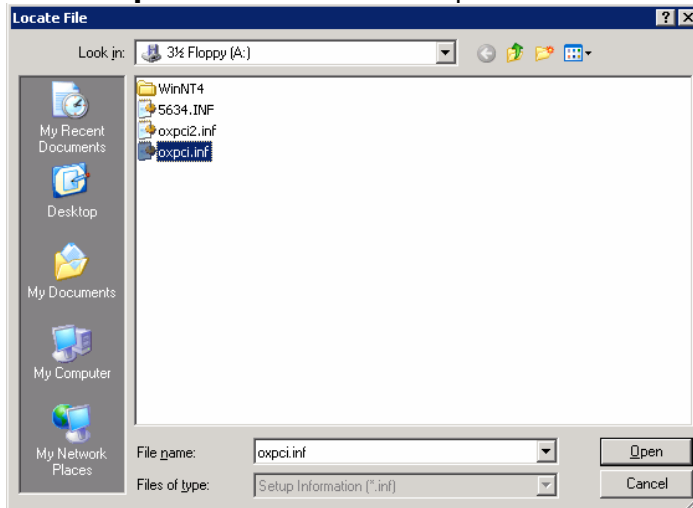 Locate File
Look in:
3½ Floppy (A:)
WinNT4
5634.INF
oxpci2.inf
oxpci.inf
My Recent
Documents
Desktop
My Documents
My Computer
My Network
Places
File name:
oxpci.inf
Open
Files of type:
Setup Information (*.inf)
Cancel